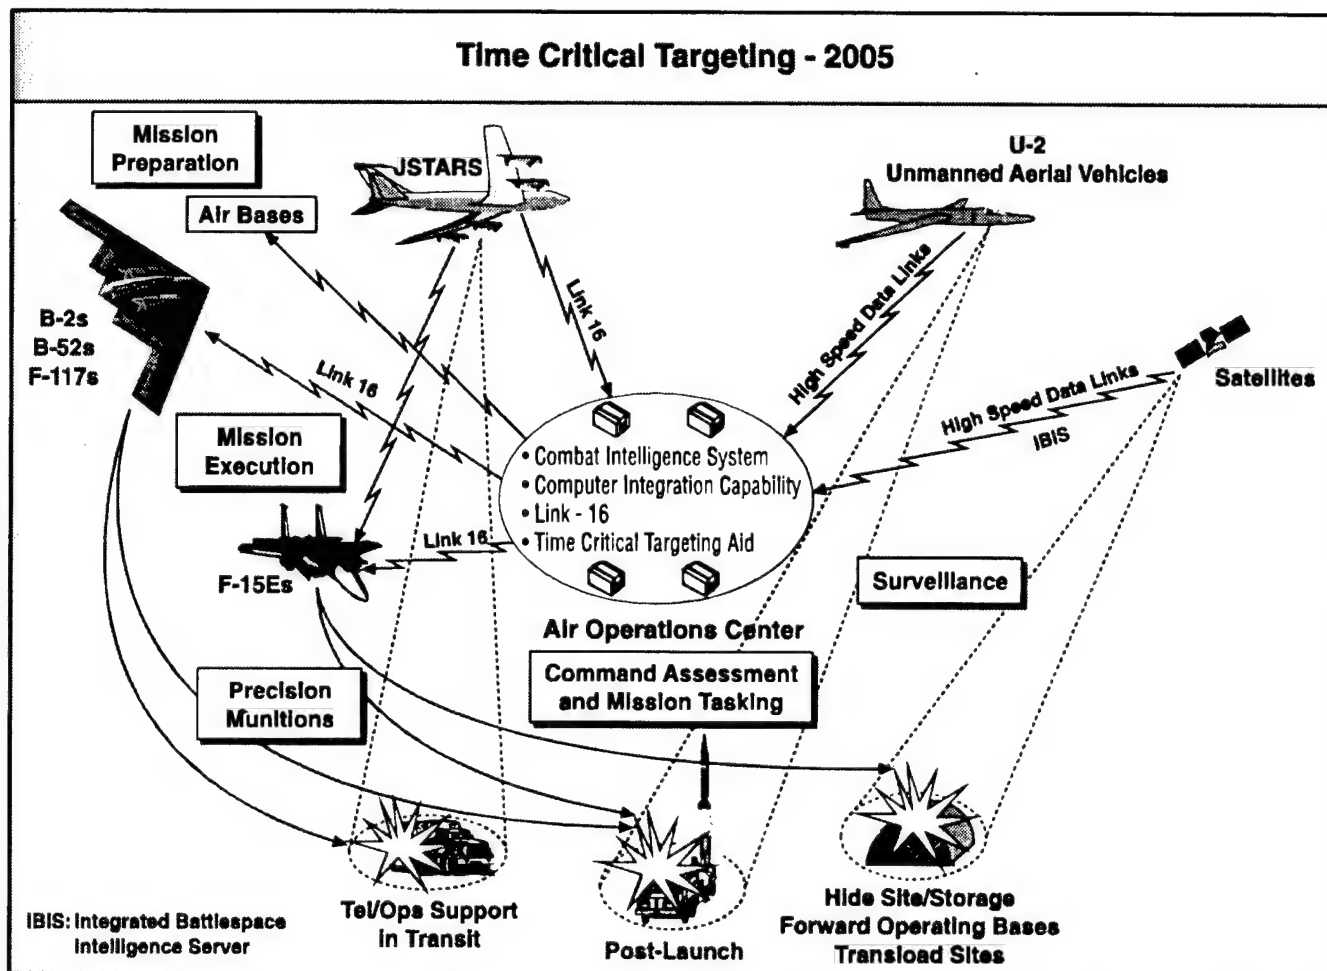 Time Critical Targeting - 2005
Mission
Preparation
JSTARS
U-2
Unmanned Aerial Vehicles
Air Bases
B-2s
B-52s
F-117s
Link 16
Link 16
High Speed Data Links
High Speed Data Links
IBIS
Satellites
Mission
Execution
• Combat Intelligence System
• Computer Integration Capability
• Link - 16
• Time Critical Targeting Aid
Link 16
F-15Es
Surveillance
Air Operations Center
Command Assessment
and Mission Tasking
Precision
Munitions
Tel/Ops Support
in Transit
Post-Launch
Hide Site/Storage
Forward Operating Bases
Transload Sites
IBIS: Integrated Battlespace
Intelligence Server